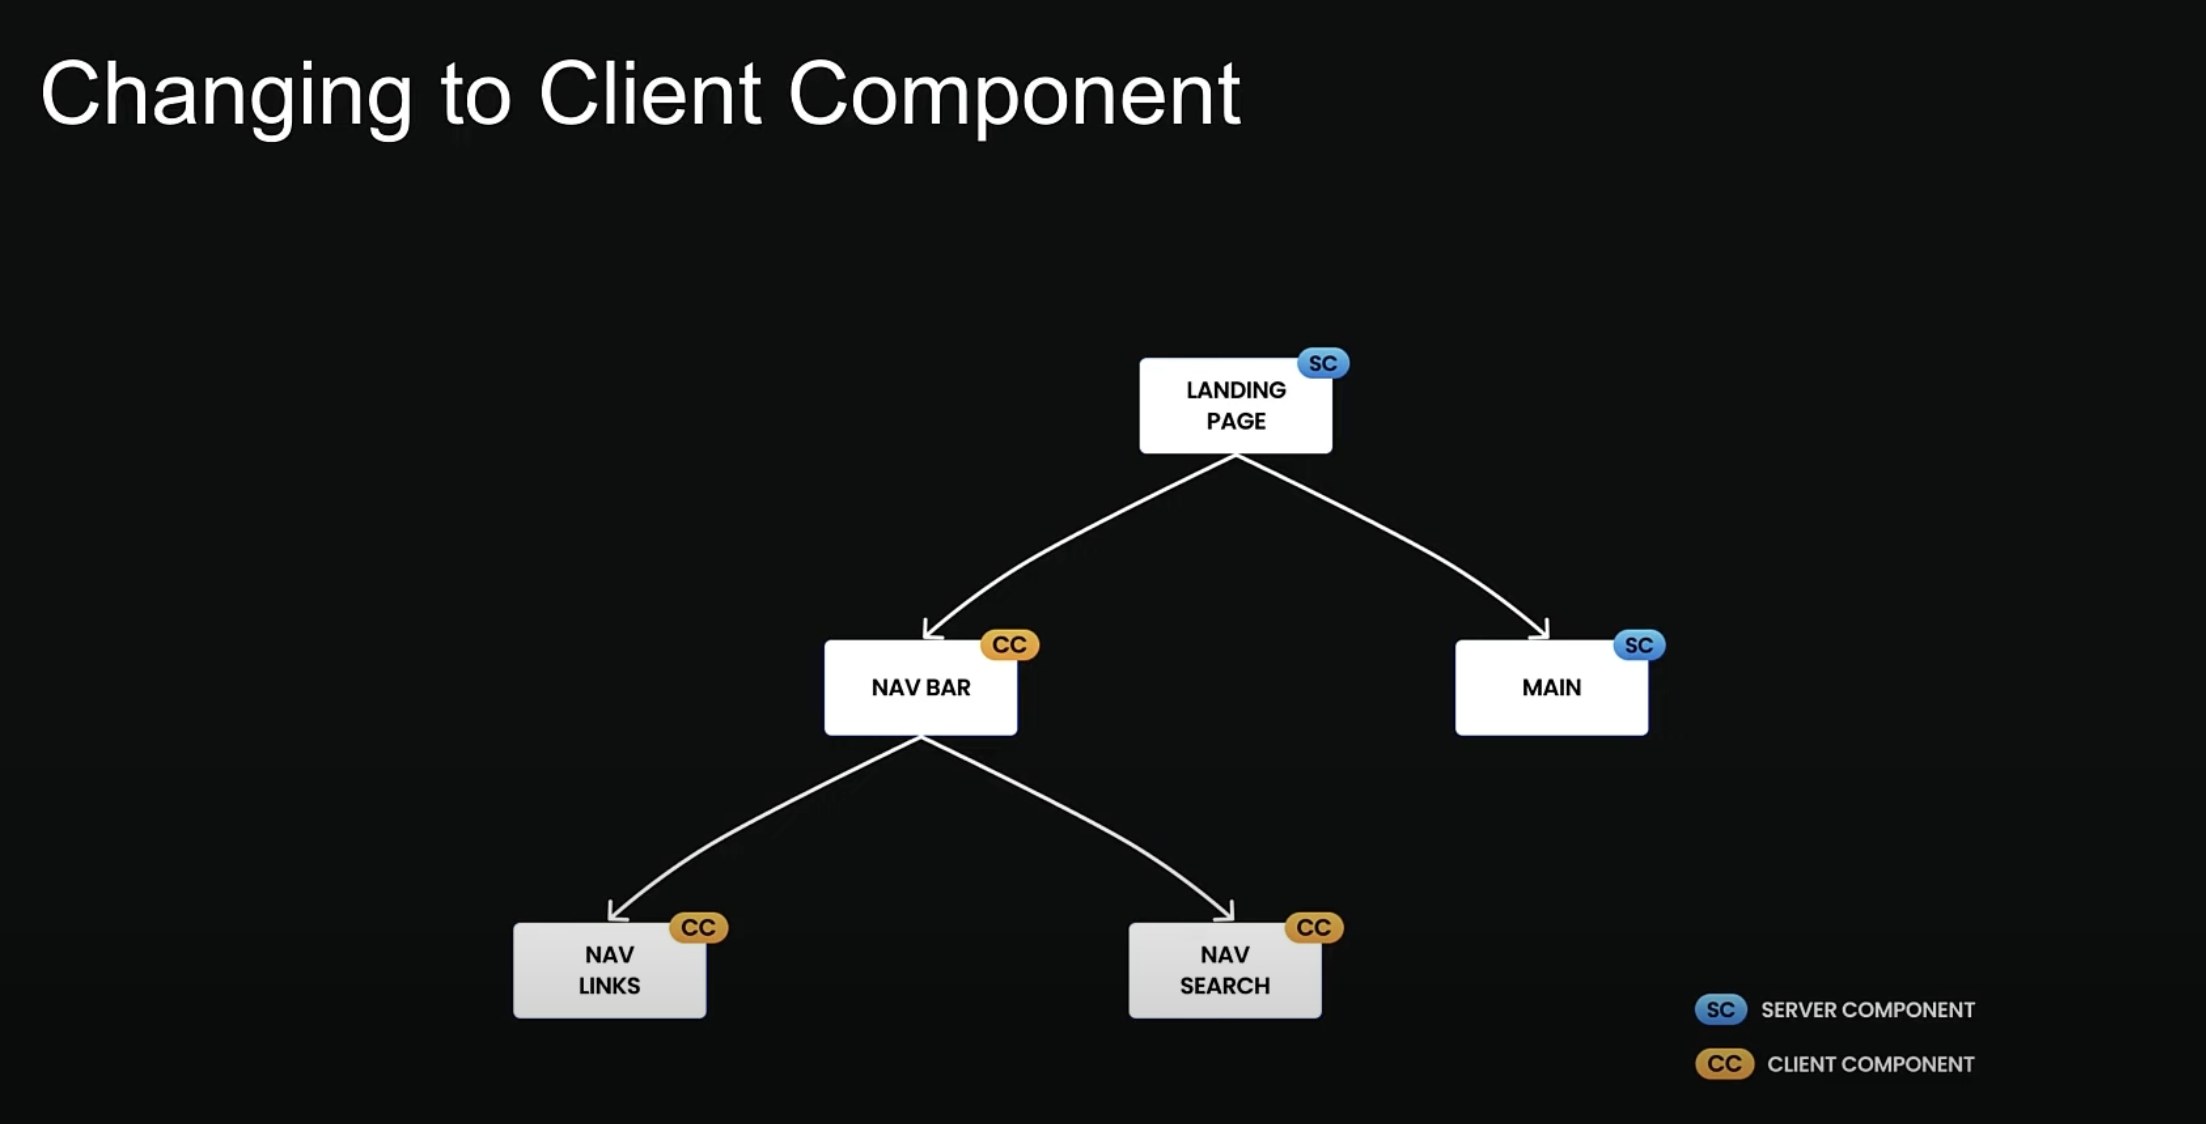 Changing to Client Component
SC
LANDING
PAGE
CC
NAV BAR
SC
MAIN
CC
NAV
LINKS
CC
NAV
SEARCH
SC SERVER COMPONENT
CC CLIENT COMPONENT